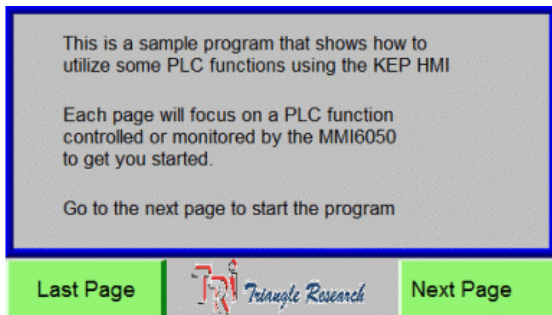 This is a sample program that shows how to
utilize some PLC functions using the KEP HMI
Each page will focus on a PLC function
controlled or monitored by the MMI6050
to get you started.
Go to the next page to start the program
Last Page
TRi Triangle Research
Next Page